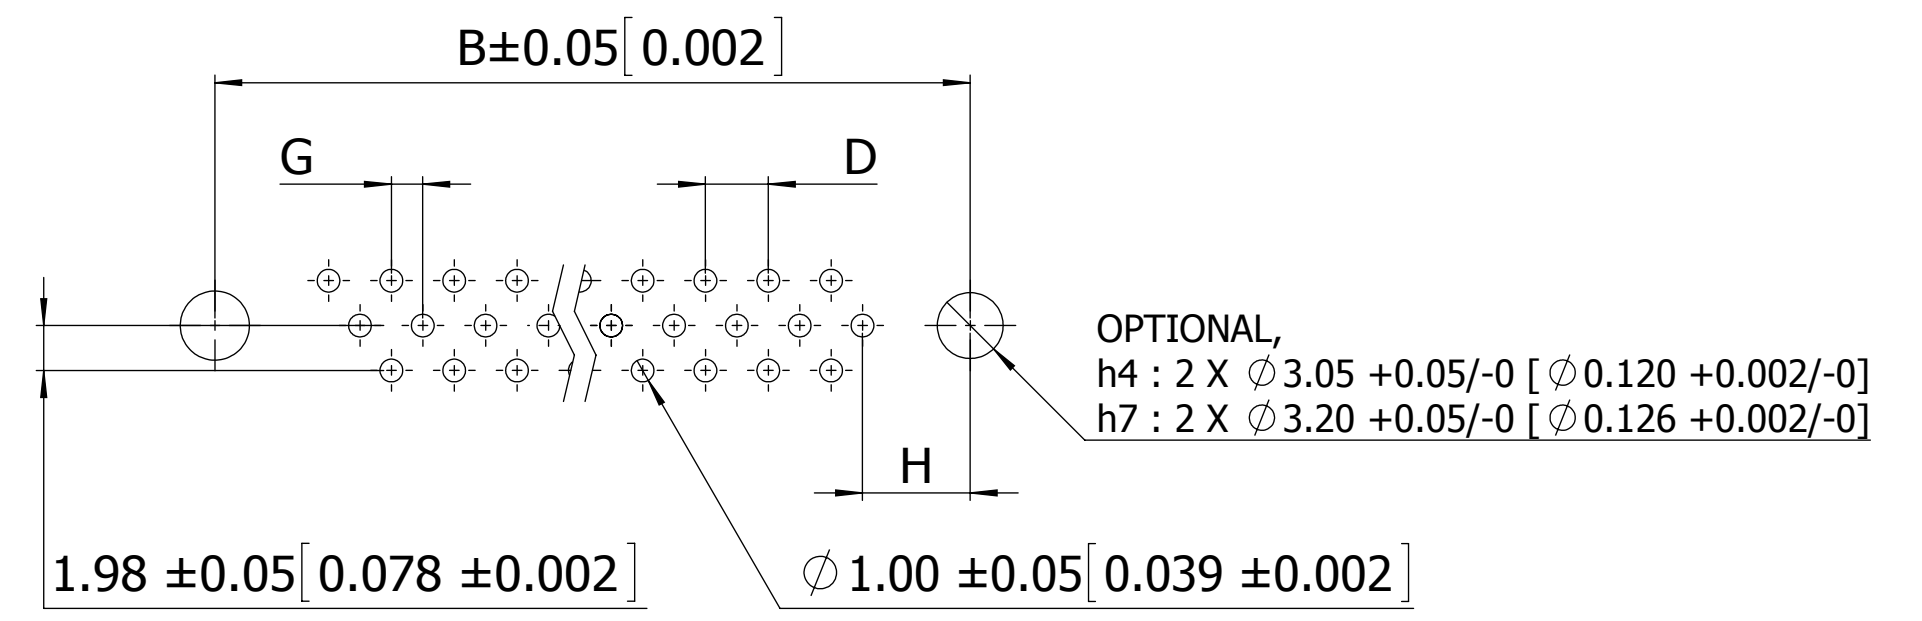 B±0.05[0.002]
G
D
OPTIONAL,
h4 : 2 X ∅3.05 +0.05/-0 [ ∅0.120 +0.002/-0]
h7 : 2 X ∅3.20 +0.05/-0 [ ∅0.126 +0.002/-0]
H
1.98 ±0.05[0.078 ±0.002]
∅1.00 ±0.05[0.039 ±0.002]